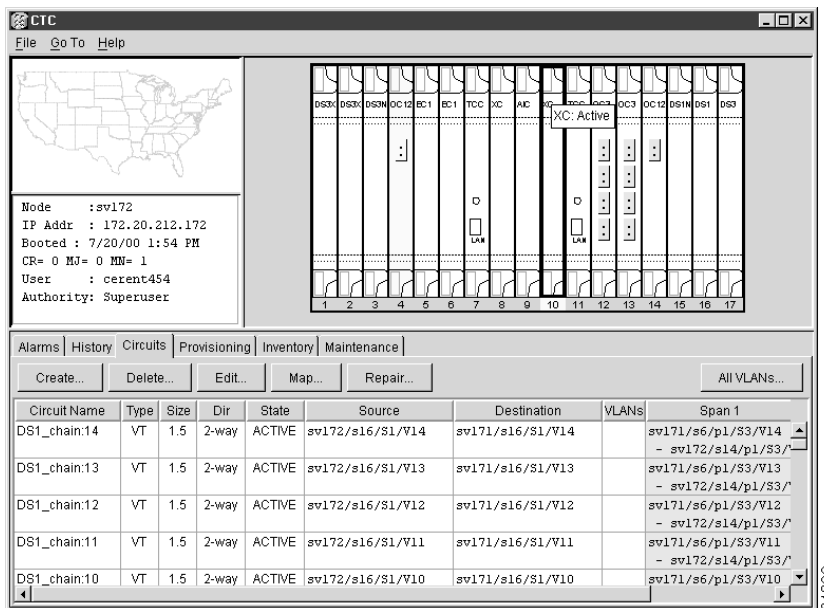 CTC
File Go To Help
DS3X DS3X DS3N OC12 EC1 EC1 TCC XC AIC OC3 OC12 DS1N DS1 DS3
XC: Active
LAN LAN
1 2 3 4 5 6 7 8 9 10 11 12 13 14 15 16 17
Node :sv172
IP Addr : 172.20.212.172
Booted : 7/20/00 1:54 PM
CR= 0 MJ= 0 MN= 1
User : cerent454
Authority: Superuser
Alarms History Circuits Provisioning Inventory Maintenance
Create... Delete... Edit... Map... Repair... All VLANs...
Circuit Name Type Size Dir State Source Destination VLANs Span 1
DS1_chain:14 VT 1.5 2-way ACTIVE sv172/s16/S1/V14 sv171/s16/S1/V14 sv171/s6/p1/S3/V14
- sv172/s14/p1/S3/
DS1_chain:13 VT 1.5 2-way ACTIVE sv172/s16/S1/V13 sv171/s16/S1/V13 sv171/s6/p1/S3/V13
- sv172/s14/p1/S3/
DS1_chain:12 VT 1.5 2-way ACTIVE sv172/s16/S1/V12 sv171/s16/S1/V12 sv171/s6/p1/S3/V12
- sv172/s14/p1/S3/
DS1_chain:11 VT 1.5 2-way ACTIVE sv172/s16/S1/V11 sv171/s16/S1/V11 sv171/s6/p1/S3/V11
- sv172/s14/p1/S3/
DS1_chain:10 VT 1.5 2-way ACTIVE sv172/s16/S1/V10 sv171/s16/S1/V10 sv171/s6/p1/S3/V10